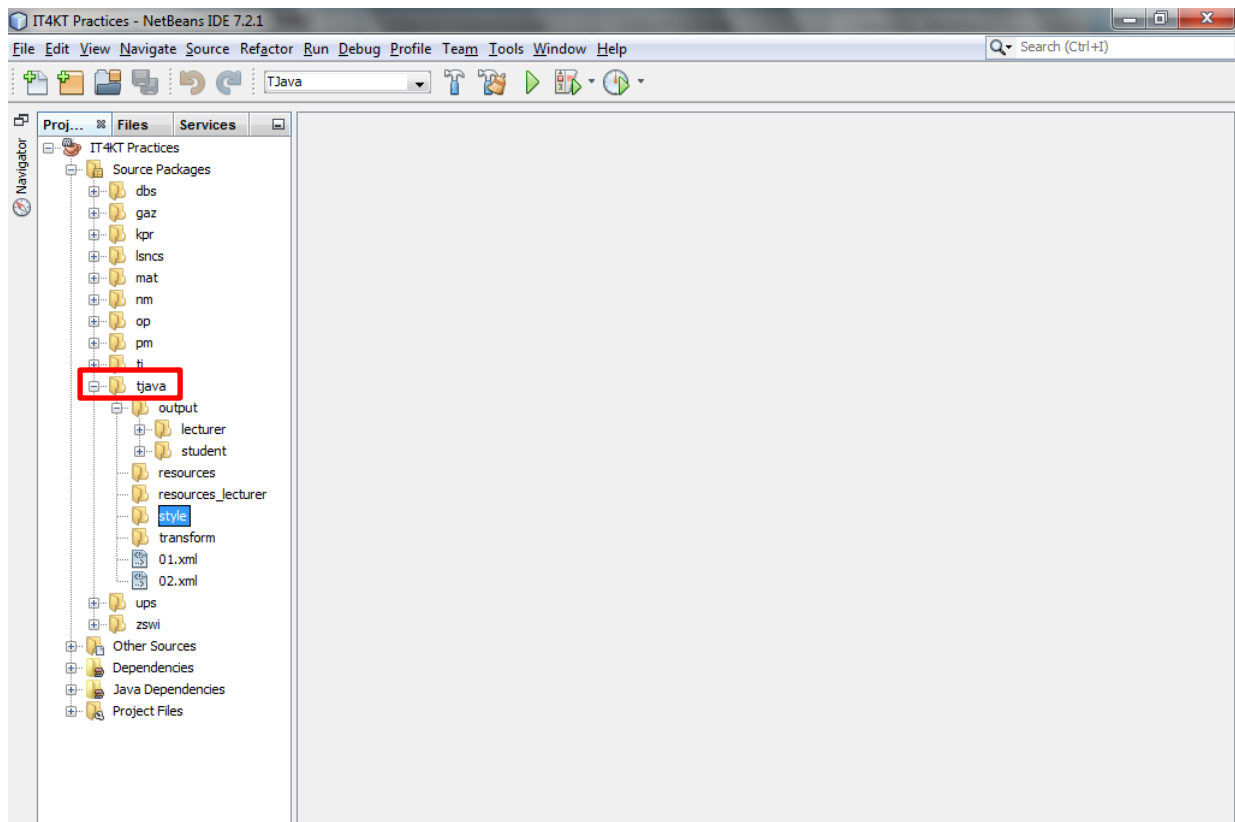 IT4KT Practices - NetBeans IDE 7.2.1
File Edit View Navigate Source Refactor Run Debug Profile Team Tools Window Help
Search (Ctrl+I)
TJava
Proj... Files Services
Navigator
IT4KT Practices
Source Packages
dbs
gaz
kpr
lsncs
mat
nm
op
pm
ti
tjava
output
lecturer
student
resources
resources_lecturer
style
transform
01.xml
02.xml
ups
zswi
Other Sources
Dependencies
Java Dependencies
Project Files